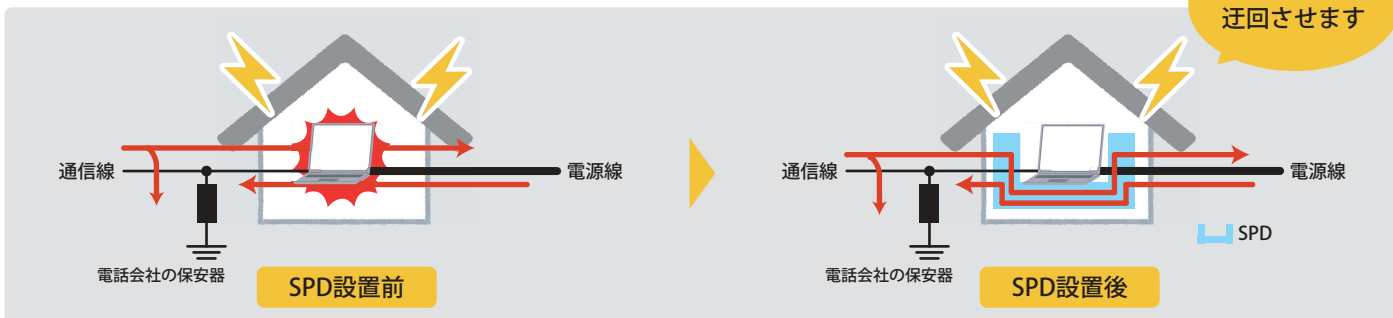 迂回させます
通信線
電源線
電話会社の保安器
SPD設置前
通信線
電源線
SPD
電話会社の保安器
SPD設置後